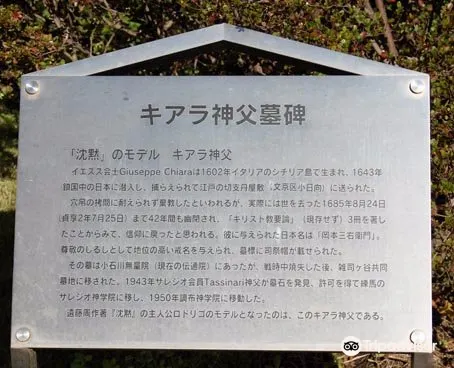 キアラ神父墓碑
「沈黙」のモデル キアラ神父
イエスス会士Giuseppe Chiaraは1602年イタリアのシチリア島で生まれ、1643年
鎖国中の日本に潜入し、捕らえられて江戸の切支丹屋敷（文京区小日向）に送られた。
穴吊の拷問に耐えられず棄教したといわれるが、実際には世を去った1685年8月24日
（貞享2年7月25日）まで42年間も幽閉され、「キリスト教要諭」（現存せず）3冊を著し
たことからみて、信仰に戻ったと思われる。彼に与えられた日本名は「岡本三右衛門」。
尊敬のしるしとして地位の高い戒名を与えられ、墓標に司祭帽が載せられた。
その墓は小石川無量院（現在の伝通院）にあったが、戦時中焼失した後、雑司ヶ谷共同
墓地に移された。1943年サレジオ会員Tassinari神父が墓石を発見、許可を得て練馬の
サレジオ神学院に移し、1950年調布神学院に移動した。
遠藤周作著『沈黙』の主人公ロドリゴのモデルとなったのは、このキアラ神父である。
TripAdvisor